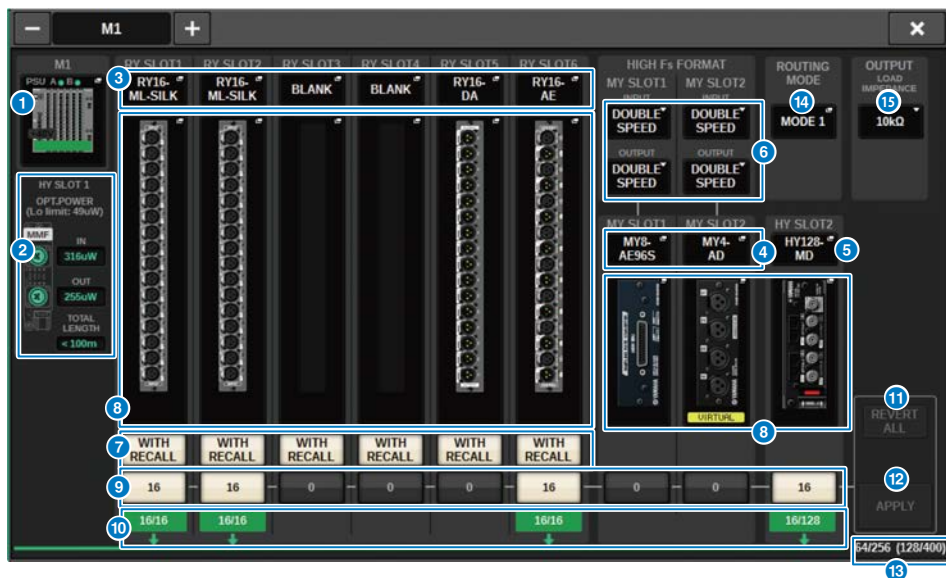 − M1 + ×
M1
PSU A B
1
HY SLOT 1
OPT.POWER
(Lo limit: 49uW)
MMF
2
IN
316uW
OUT
255uW
TOTAL
LENGTH
< 100m
RY SLOT1 RY SLOT2 RY SLOT3 RY SLOT4 RY SLOT5 RY SLOT6
3
RY16-
ML-SILK
RY16-
ML-SILK
BLANK
BLANK
RY16-
DA
RY16-
AE
8
7
WITH
RECALL
WITH
RECALL
WITH
RECALL
WITH
RECALL
WITH
RECALL
WITH
RECALL
9
16 16 0 0 0 16 0 0 16
10
16/16 16/16 16/16 16/128
HIGH Fs FORMAT
MY SLOT1 MY SLOT2
INPUT
DOUBLE
SPEED
DOUBLE
SPEED
6
OUTPUT
DOUBLE
SPEED
DOUBLE
SPEED
ROUTING
MODE
14
MODE 1
OUTPUT
LOAD
IMPEDANCE
15
10kΩ
MY SLOT1 MY SLOT2 HY SLOT2
MY8-
AE96S
MY4-
AD
4
HY128-
MD
5
VIRTUAL
8
11
REVERT
ALL
12
APPLY
64/256 (128/400)
13